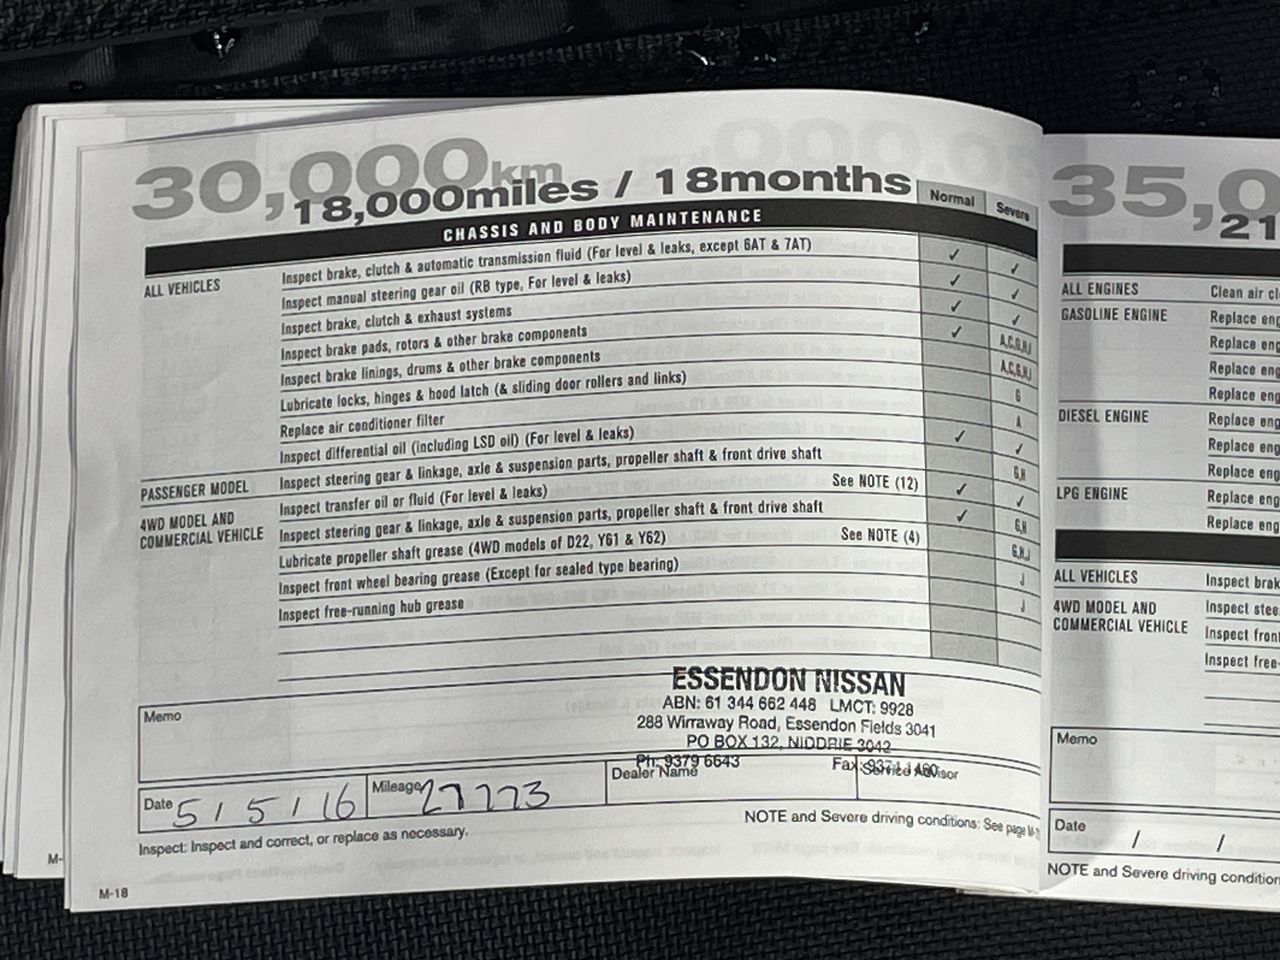 30,000km
18,000miles / 18months
Normal Severe
CHASSIS AND BODY MAINTENANCE
ALL VEHICLES Inspect brake, clutch & automatic transmission fluid (For level & leaks, except 6AT & 7AT) ✓ ✓
Inspect manual steering gear oil (RB type, For level & leaks) ✓ ✓
Inspect brake, clutch & exhaust systems ✓ ✓
Inspect brake pads, rotors & other brake components ✓ A,C,G,H,I
Inspect brake linings, drums & other brake components A,C,G,H,I
Lubricate locks, hinges & hood latch (& sliding door rollers and links) G
Replace air conditioner filter A
Inspect differential oil (including LSD oil) (For level & leaks) ✓ ✓
PASSENGER MODEL Inspect steering gear & linkage, axle & suspension parts, propeller shaft & front drive shaft G,H
See NOTE (12)
4WD MODEL AND COMMERCIAL VEHICLE Inspect transfer oil or fluid (For level & leaks) ✓ ✓
Inspect steering gear & linkage, axle & suspension parts, propeller shaft & front drive shaft ✓ G,H
Lubricate propeller shaft grease (4WD models of D22, Y61 & Y62) See NOTE (4) G,H,J
Inspect front wheel bearing grease (Except for sealed type bearing) J
Inspect free-running hub grease J
Memo
ESSENDON NISSAN
ABN: 61 344 662 448 LMCT: 9928
288 Wirraway Road, Essendon Fields 3041
PO BOX 132, NIDDRIE 3042
Ph: 9379 6643 Fax:
Date 5/5/16
Mileage 27773
Dealer Name
Service Advisor
Inspect: Inspect and correct, or replace as necessary.
NOTE and Severe driving conditions: See page
M-18
M-
35,0
21
ALL ENGINES Clean air cl
GASOLINE ENGINE Replace eng
Replace eng
Replace eng
Replace eng
DIESEL ENGINE Replace eng
Replace eng
Replace eng
LPG ENGINE Replace eng
Replace eng
ALL VEHICLES Inspect brak
4WD MODEL AND COMMERCIAL VEHICLE Inspect stee
Inspect front
Inspect free-
Memo
Date / /
NOTE and Severe driving condition